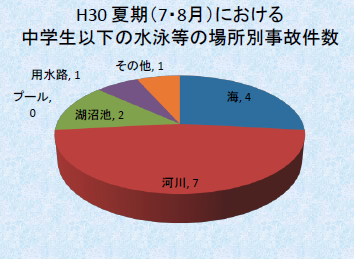 H30 夏期（7・8月）における
中学生以下の水泳等の場所別事故件数
その他, 1
用水路, 1
海, 4
プール,
0
湖沼池, 2
河川, 7